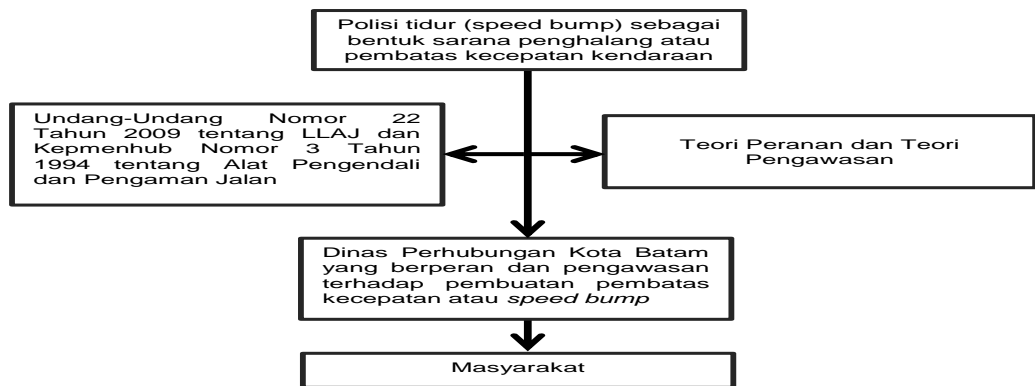 Polisi tidur (speed bump) sebagai
bentuk sarana penghalang atau
pembatas kecepatan kendaraan
Undang-Undang Nomor 22
Tahun 2009 tentang LLAJ dan
Kepmenhub Nomor 3 Tahun
1994 tentang Alat Pengendali
dan Pengaman Jalan
Teori Peranan dan Teori
Pengawasan
Dinas Perhubungan Kota Batam
yang berperan dan pengawasan
terhadap pembuatan pembatas
kecepatan atau speed bump
Masyarakat